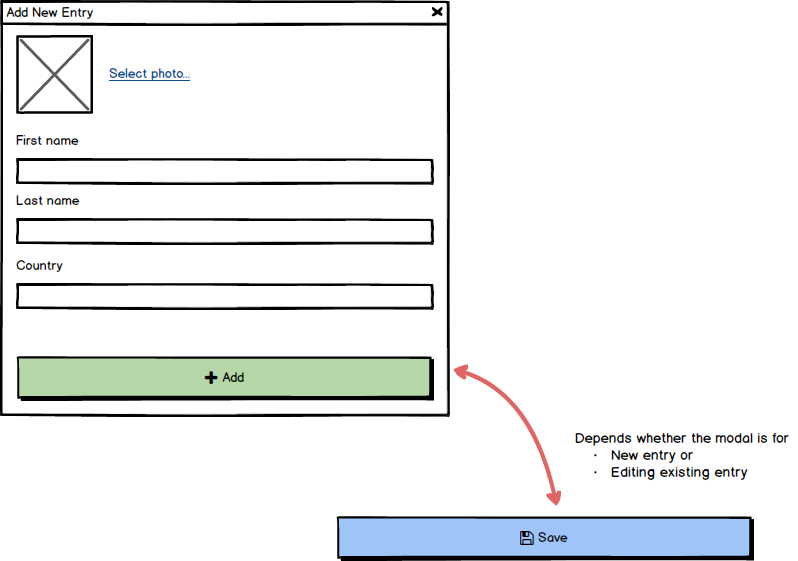 Add New Entry
Select photo...
First name
Last name
Country
Add
Depends whether the modal is for
· New entry or
· Editing existing entry
Save